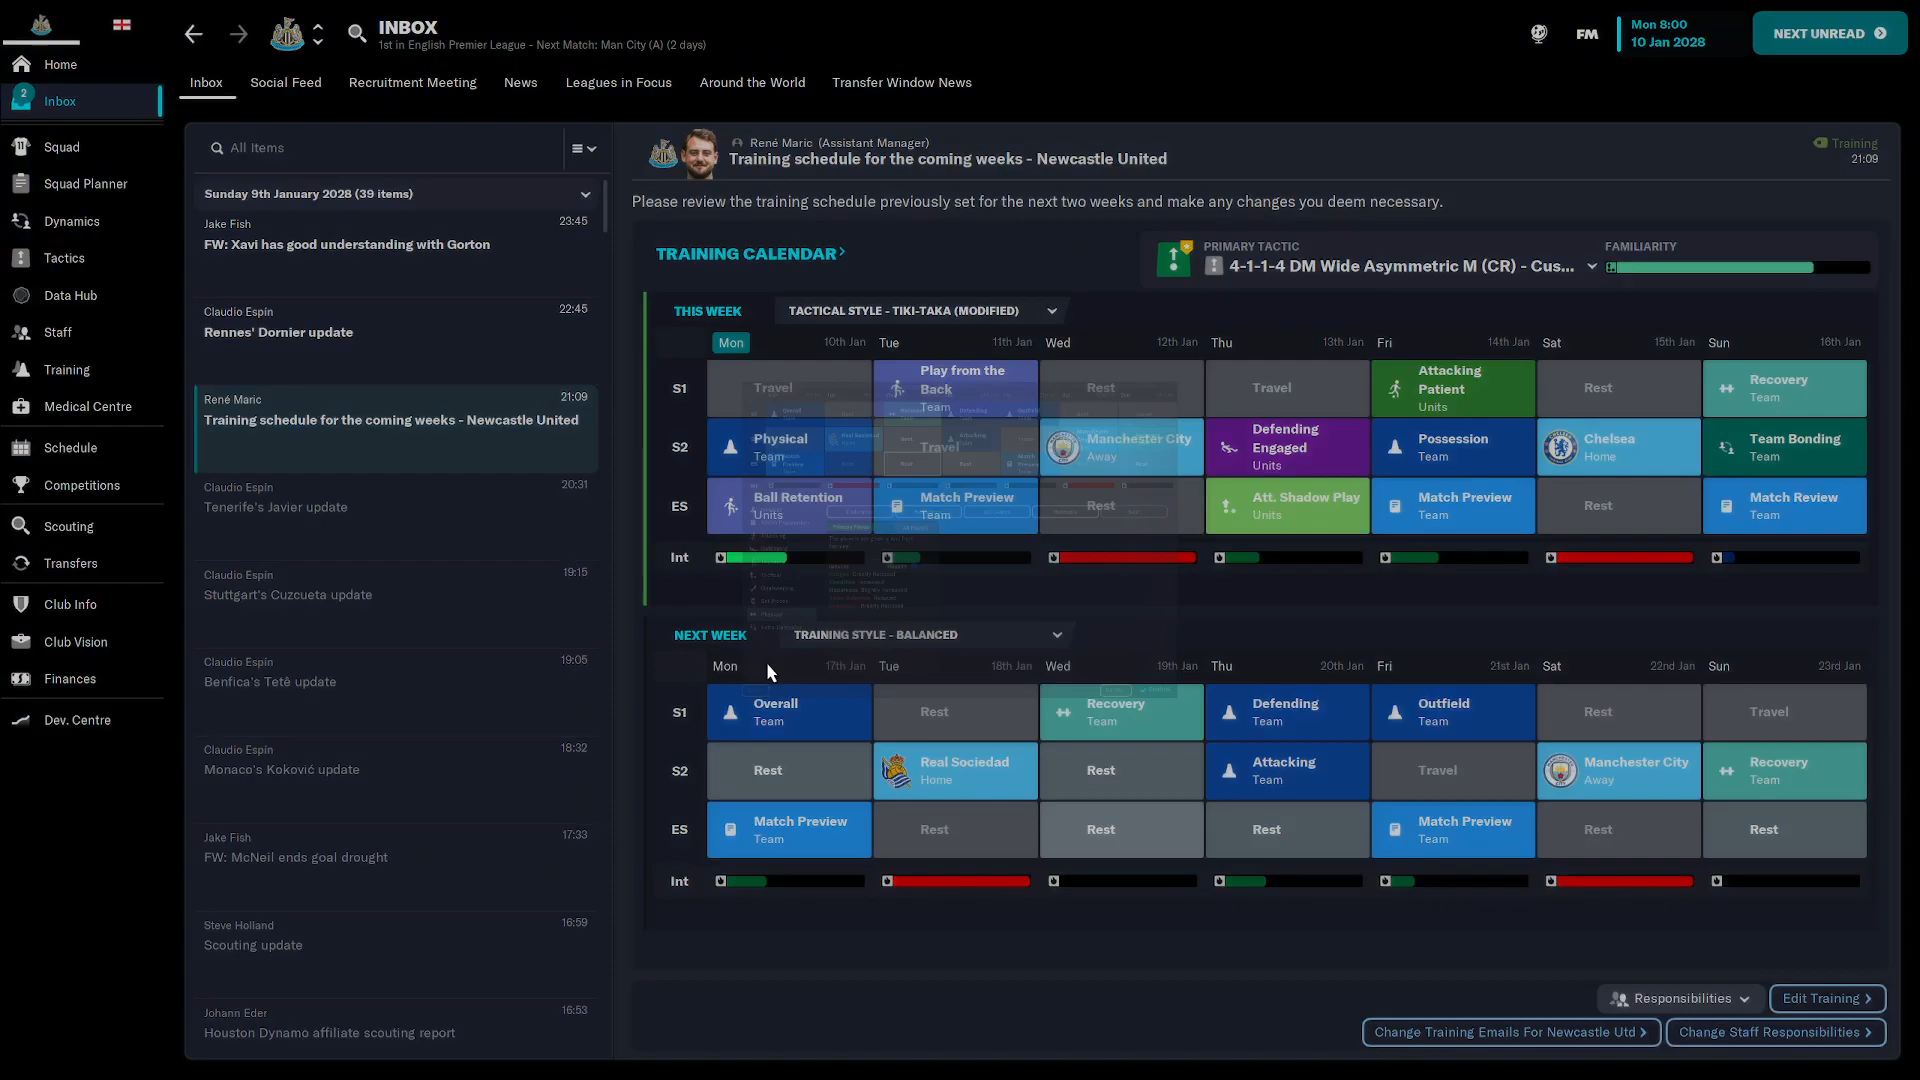 INBOX
1st in English Premier League - Next Match: Man City (A) (2 days)
FM
Mon 8:00
10 Jan 2028
NEXT UNREAD
Home
2
Inbox
Squad
Squad Planner
Dynamics
Tactics
Data Hub
Staff
Training
Medical Centre
Schedule
Competitions
Scouting
Transfers
Club Info
Club Vision
Finances
Dev. Centre
Inbox Social Feed Recruitment Meeting News Leagues in Focus Around the World Transfer Window News
All Items
Sunday 9th January 2028 (39 items)
Jake Fish 23:45
FW: Xavi has good understanding with Gorton
Claudio Espín 22:45
Rennes' Dornier update
René Maric 21:09
Training schedule for the coming weeks - Newcastle United
Claudio Espín 20:31
Tenerife's Javier update
Claudio Espín 19:15
Stuttgart's Cuzcueta update
Claudio Espín 19:05
Benfica's Tetê update
Claudio Espín 18:32
Monaco's Koković update
Jake Fish 17:33
FW: McNeil ends goal drought
Steve Holland 16:59
Scouting update
Johann Eder 16:53
Houston Dynamo affiliate scouting report
René Maric (Assistant Manager)
Training schedule for the coming weeks - Newcastle United
Training
21:09
Please review the training schedule previously set for the next two weeks and make any changes you deem necessary.
TRAINING CALENDAR
PRIMARY TACTIC
4-1-1-4 DM Wide Asymmetric M (CR) - Cus...
FAMILIARITY
THIS WEEK TACTICAL STYLE - TIKI-TAKA (MODIFIED)
Mon 10th Jan Tue 11th Jan Wed 12th Jan Thu 13th Jan Fri 14th Jan Sat 15th Jan Sun 16th Jan
S1
Travel
Play from the
Back
Team
Rest
Travel
Attacking
Patient
Units
Rest
Recovery
Team
S2
Physical
Team
Travel
Manchester City
Away
Defending
Engaged
Units
Possession
Team
Chelsea
Home
Team Bonding
Team
ES
Ball Retention
Units
Match Preview
Team
Rest
Att. Shadow Play
Units
Match Preview
Team
Rest
Match Review
Team
Int
NEXT WEEK TRAINING STYLE - BALANCED
Mon 17th Jan Tue 18th Jan Wed 19th Jan Thu 20th Jan Fri 21st Jan Sat 22nd Jan Sun 23rd Jan
S1
Overall
Team
Rest
Recovery
Team
Defending
Team
Outfield
Team
Rest
Travel
S2
Rest
Real Sociedad
Home
Rest
Attacking
Team
Travel
Manchester City
Away
Recovery
Team
ES
Match Preview
Team
Rest
Rest
Rest
Match Preview
Team
Rest
Rest
Int
Responsibilities
Edit Training
Change Training Emails For Newcastle Utd
Change Staff Responsibilities